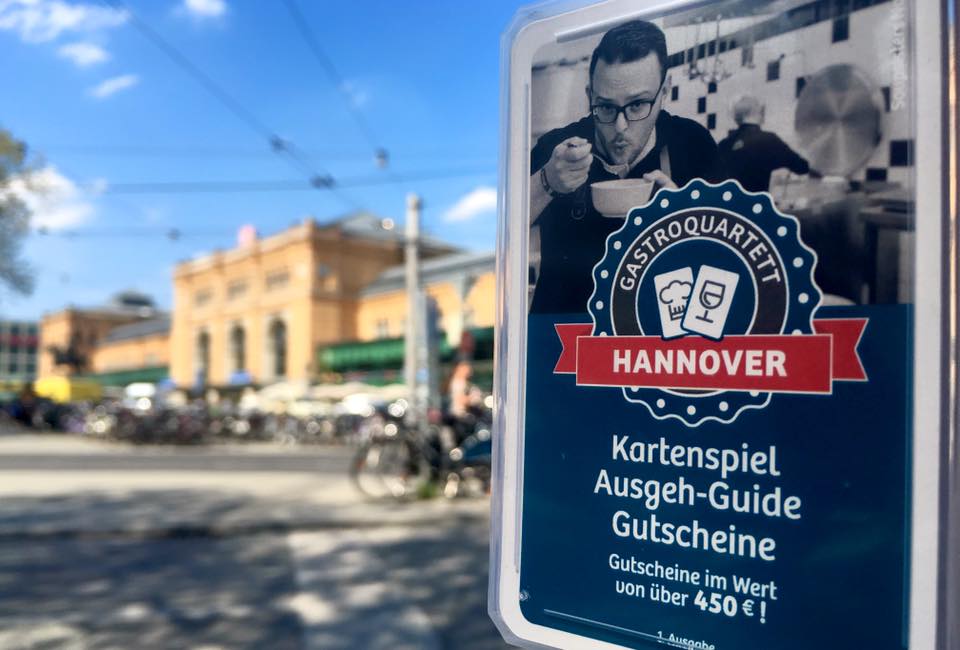 GASTROQUARTETT
HANNOVER
Kartenspiel
Ausgeh-Guide
Gutscheine
Gutscheine im Wert
von über 450 € !
1. Ausgabe